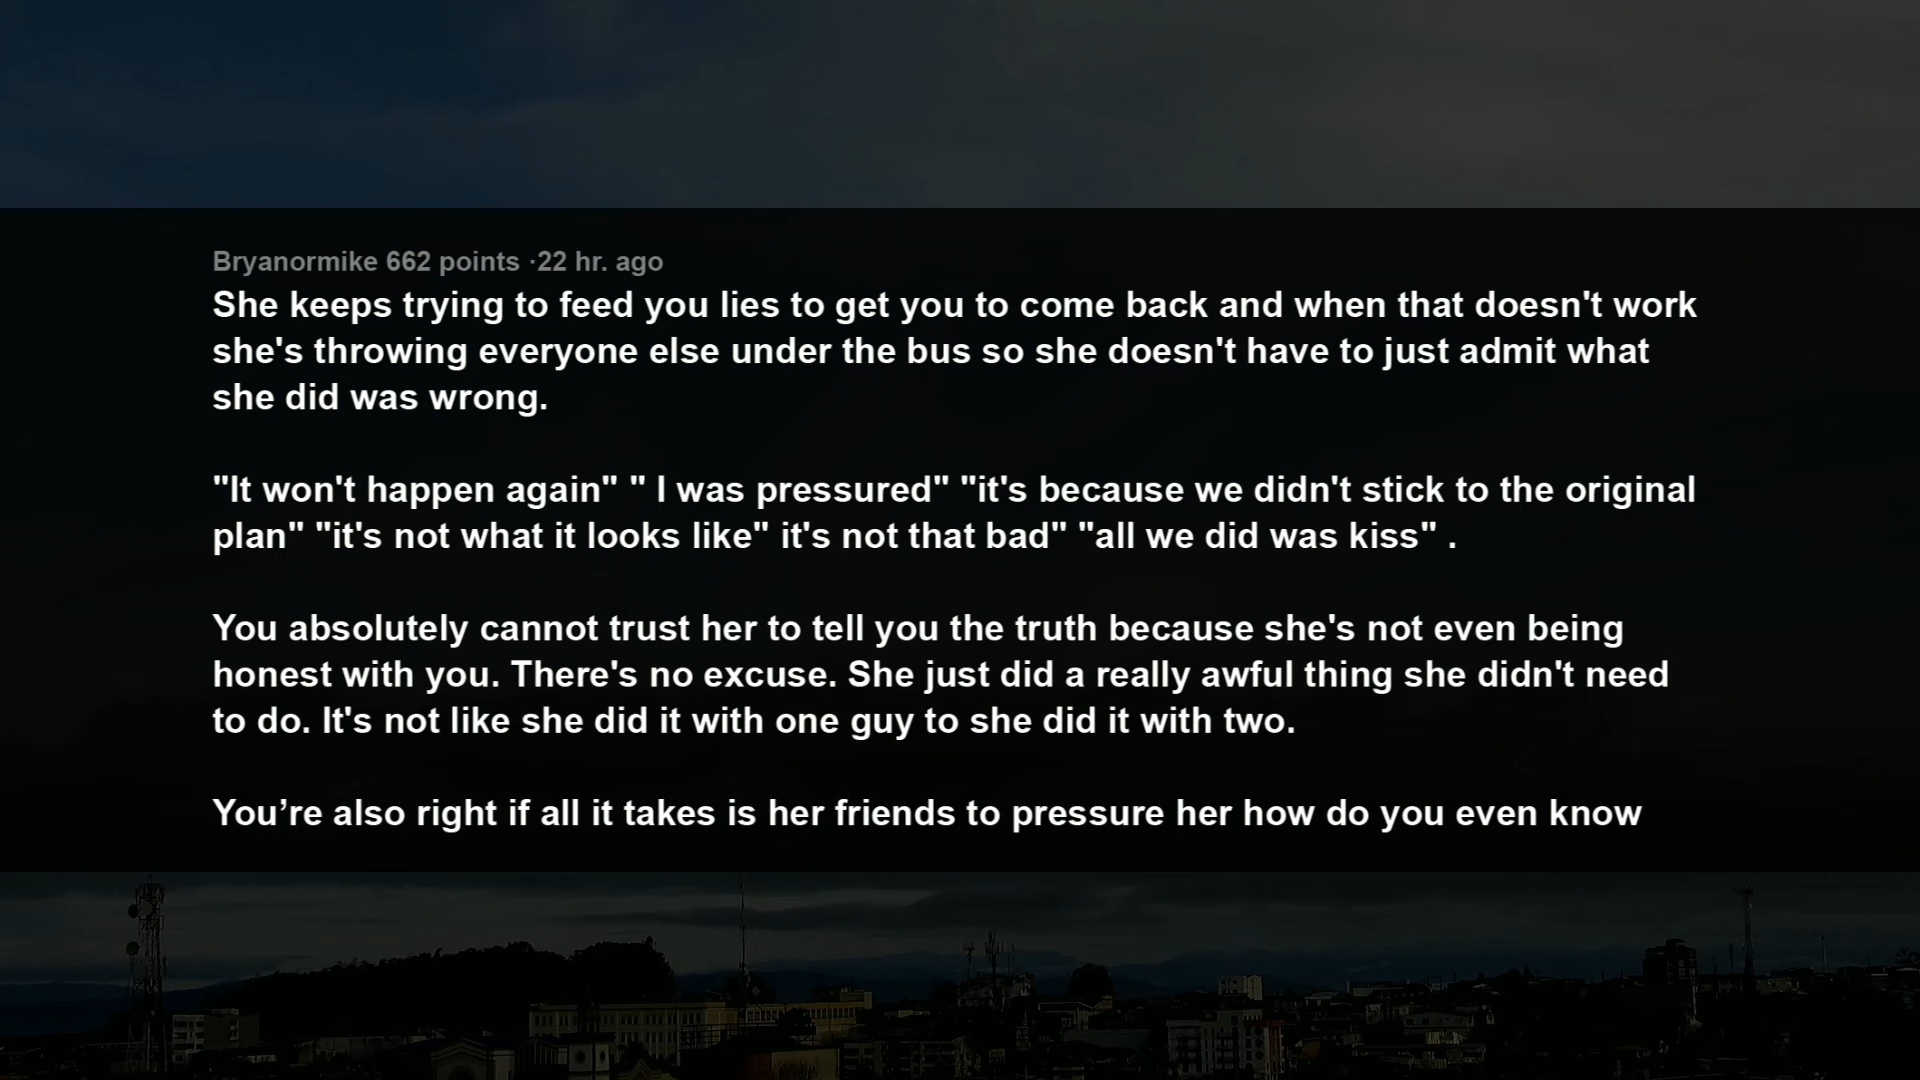 Bryanormike 662 points ·22 hr. ago
She keeps trying to feed you lies to get you to come back and when that doesn't work
she's throwing everyone else under the bus so she doesn't have to just admit what
she did was wrong.
"It won't happen again" " I was pressured" "it's because we didn't stick to the original
plan" "it's not what it looks like" it's not that bad" "all we did was kiss" .
You absolutely cannot trust her to tell you the truth because she's not even being
honest with you. There's no excuse. She just did a really awful thing she didn't need
to do. It's not like she did it with one guy to she did it with two.
You’re also right if all it takes is her friends to pressure her how do you even know